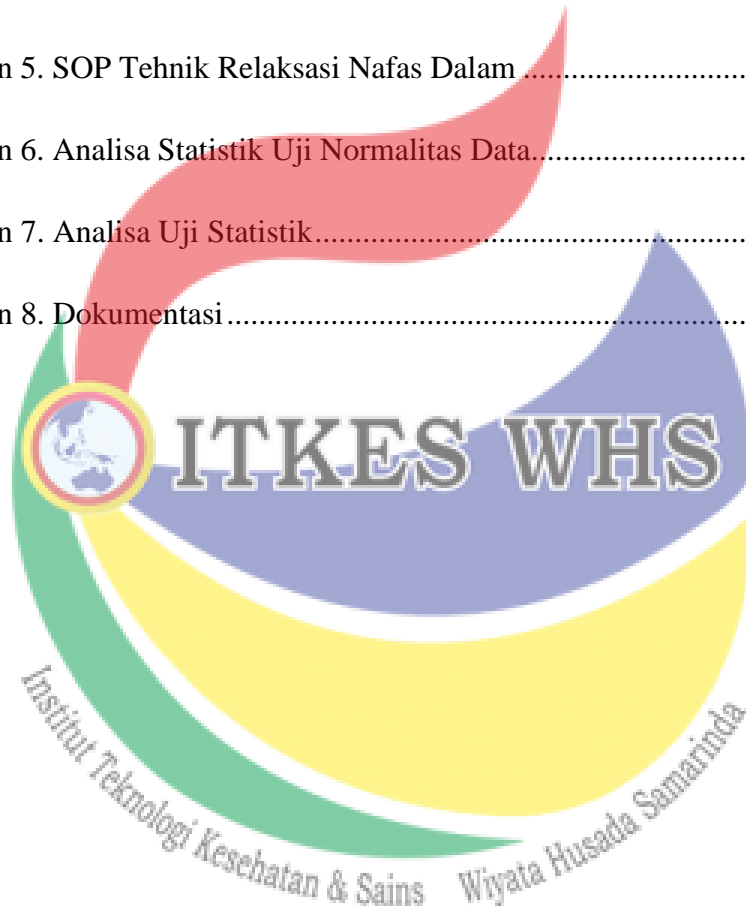 n 5. SOP Tehnik Relaksasi Nafas Dalam ..............................
n 6. Analisa Statistik Uji Normalitas Data..............................
n 7. Analisa Uji Statistik..............................
n 8. Dokumentasi..............................
ITKES WHS
Institut Teknologi Kesehatan & Sains Wiyata Husada Samarinda